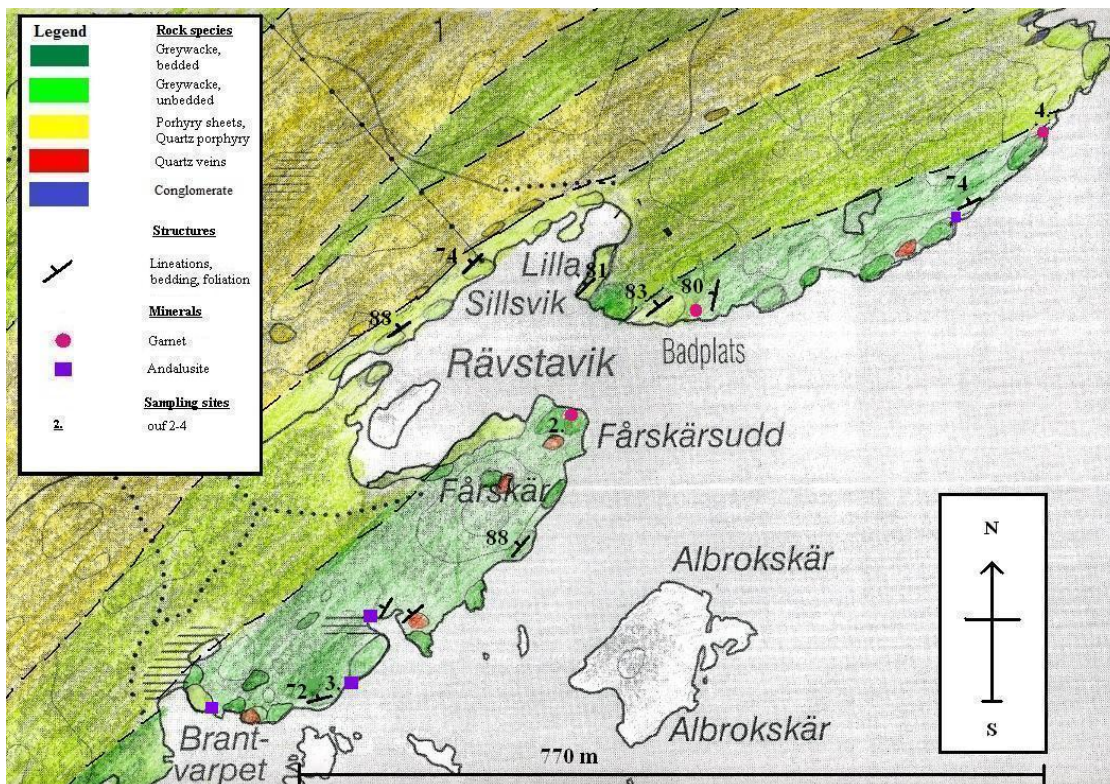 Legend
Rock species
Greywacke,
bedded
Greywacke,
unbedded
Porhyry sheets,
Quartz porphyry
Quartz veins
Conglomerate
Structures
Lineations,
bedding, foliation
Minerals
Garnet
Andalusite
Sampling sites
2. ouf 2-4
1
4.
74
74
Lilla
Sillsvik
81
83
80
88
Badplats
Rävstavik
2.
Fårskärsudd
Fårskär
88
Albrokskär
72
3.
Brant-
varpet
Albrokskär
770 m
N
S